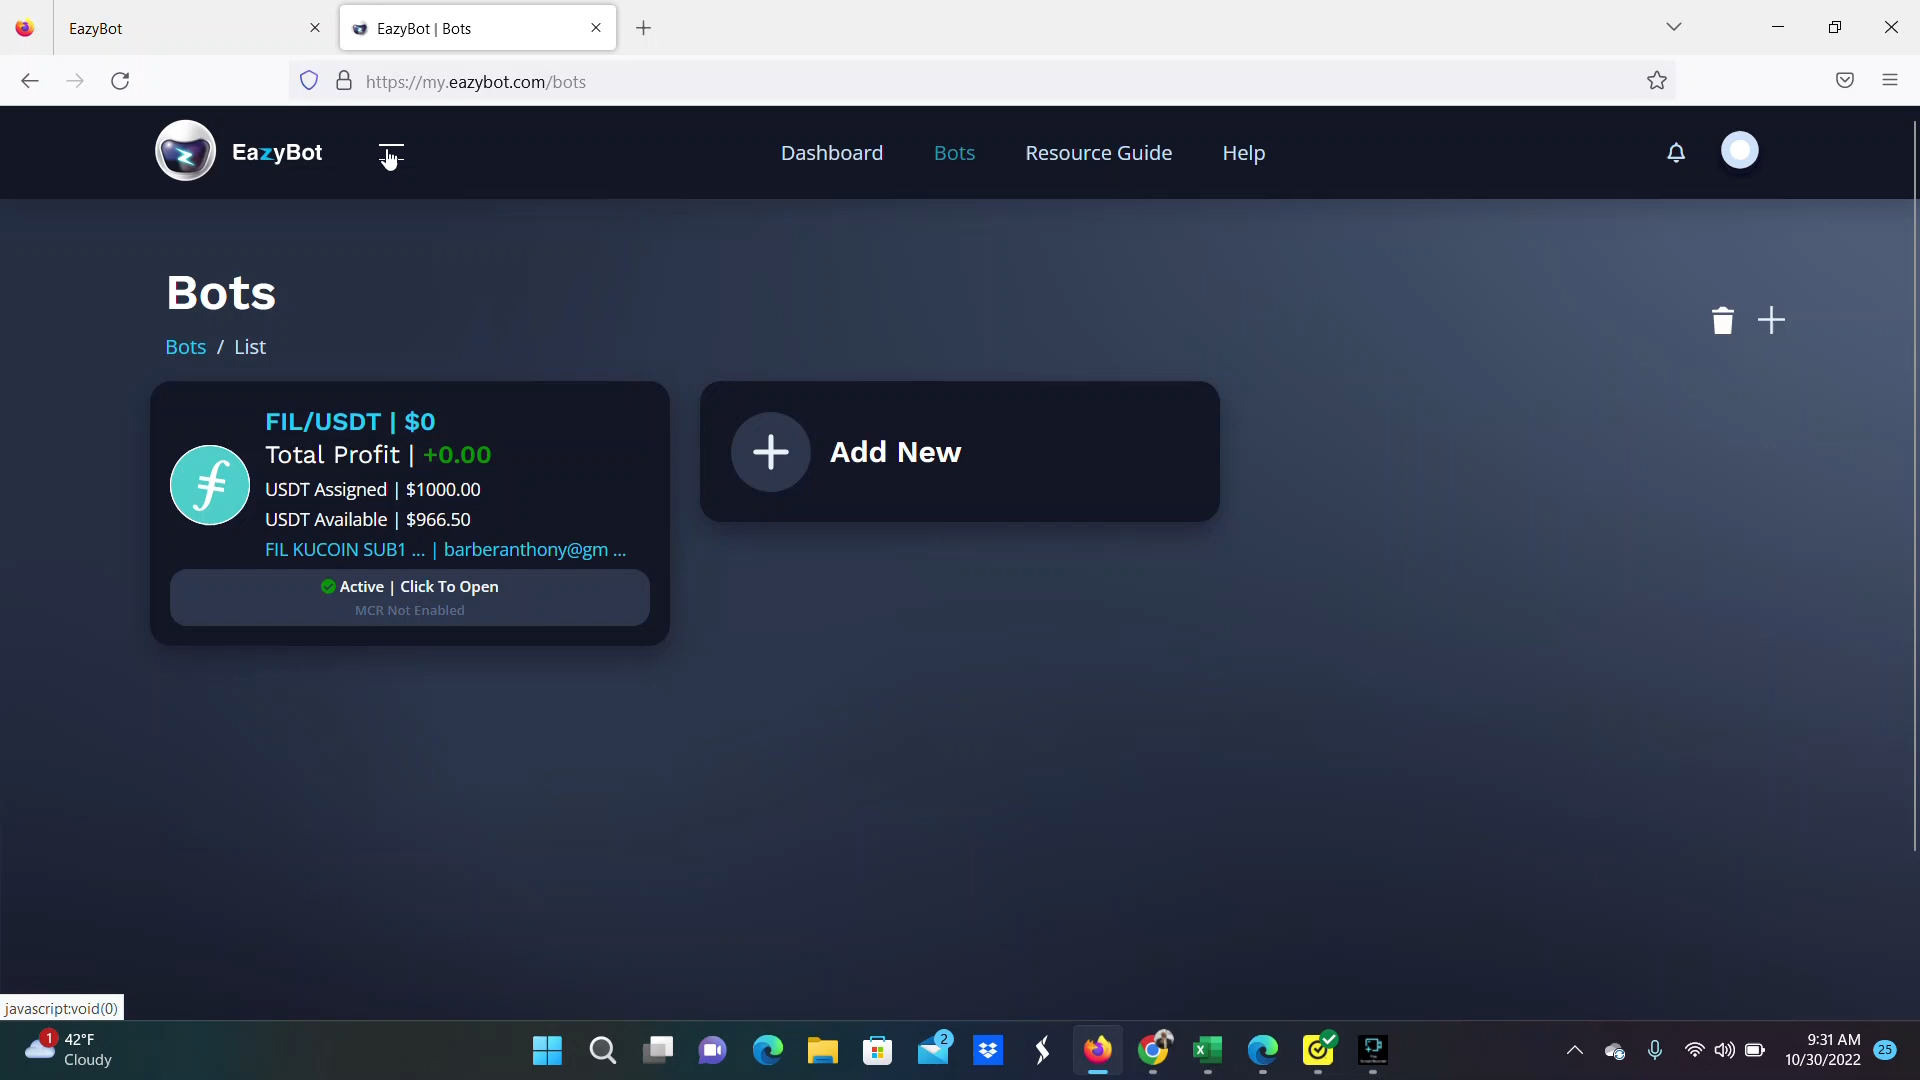 EazyBot
EazyBot | Bots
https://my.eazybot.com/bots
EazyBot
Dashboard
Bots
Resource Guide
Help
Bots
Bots / List
FIL/USDT | $0
Total Profit | +0.00
USDT Assigned | $1000.00
USDT Available | $966.50
FIL KUCOIN SUB1 ... | barberanthony@gm ...
Active | Click To Open
MCR Not Enabled
Add New
javascript:void(0)
1
42°F
Cloudy
2
9:31 AM
10/30/2022
25